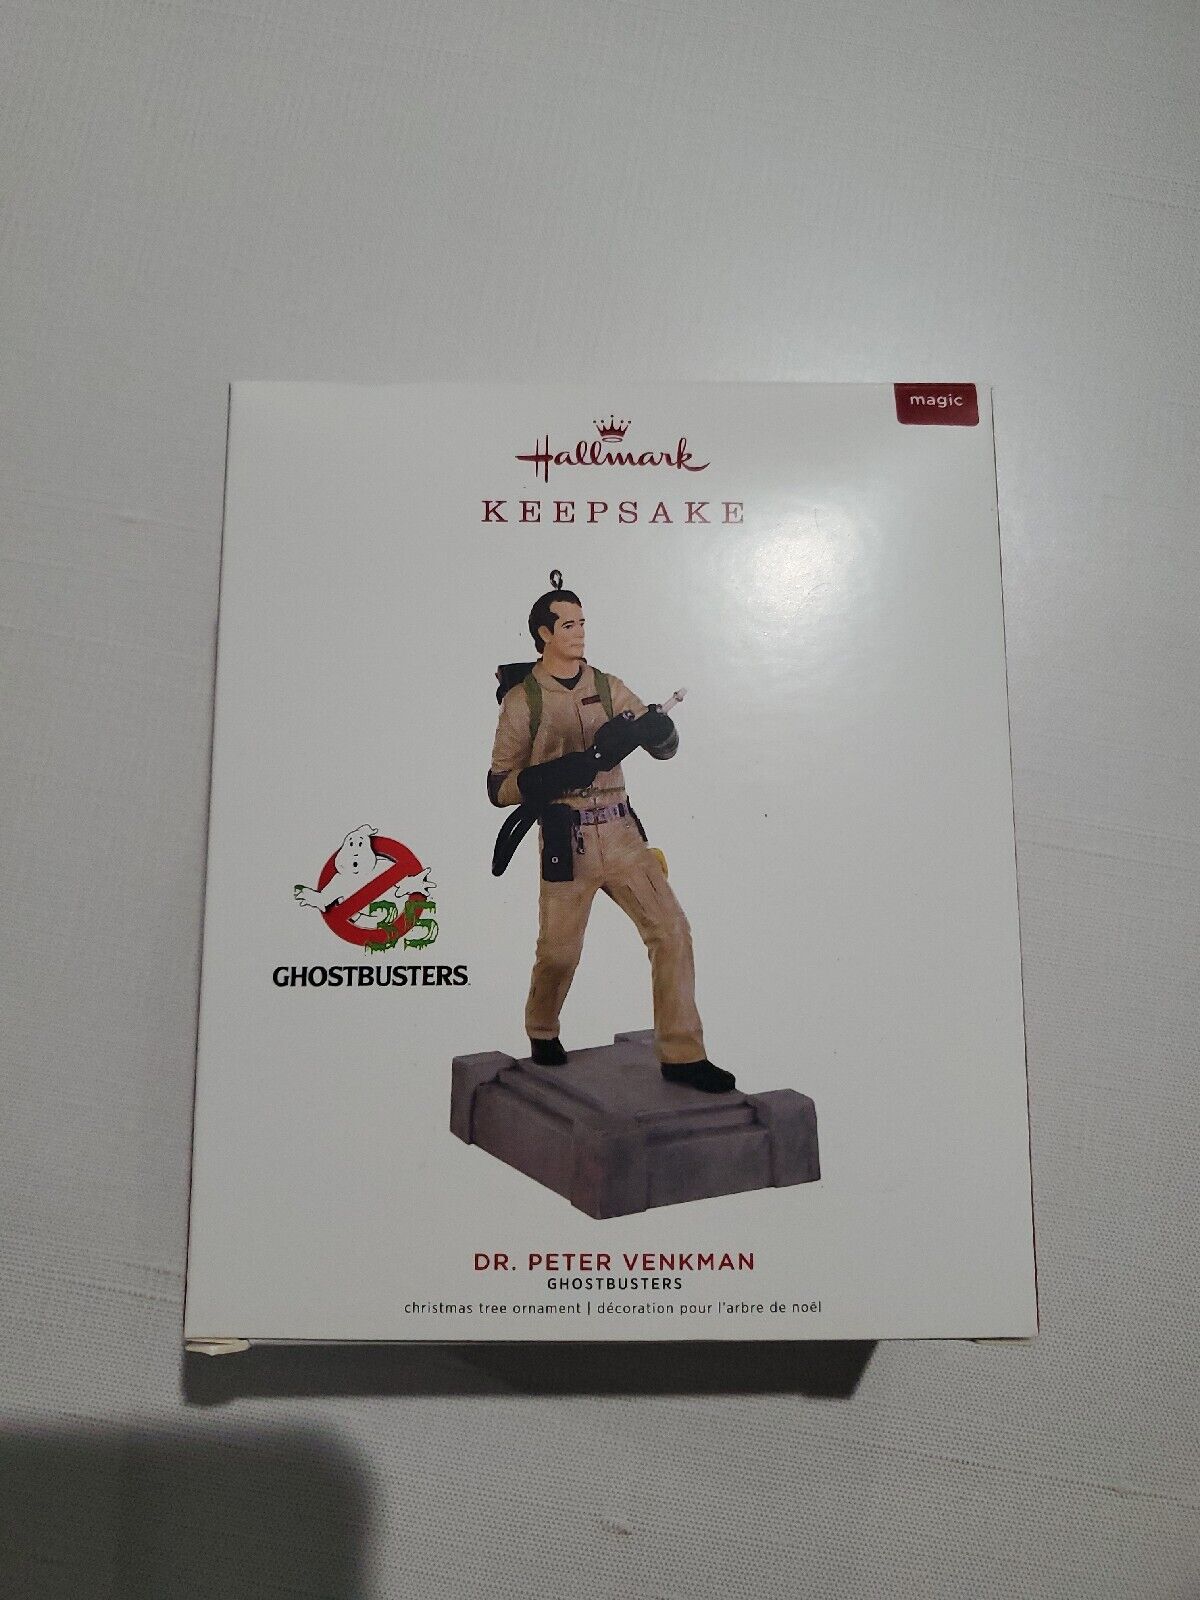 magic
Hallmark
KEEPSAKE
35
GHOSTBUSTERS
DR. PETER VENKMAN
GHOSTBUSTERS
christmas tree ornament | décoration pour l'arbre de noël